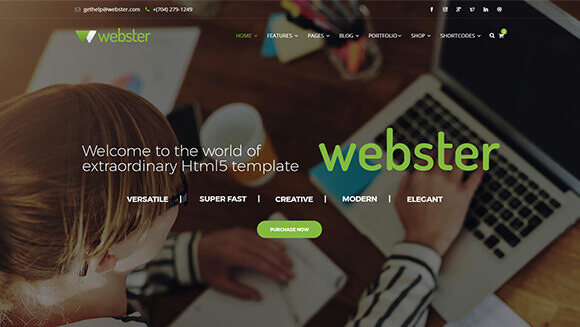 gethelp@webster.com +(704) 279-1249
webster
HOME FEATURES PAGES BLOG PORTFOLIO SHOP SHORTCODES
Welcome to the world of
extraordinary Html5 template
webster
VERSATILE | SUPER FAST | CREATIVE | MODERN | ELEGANT
PURCHASE NOW